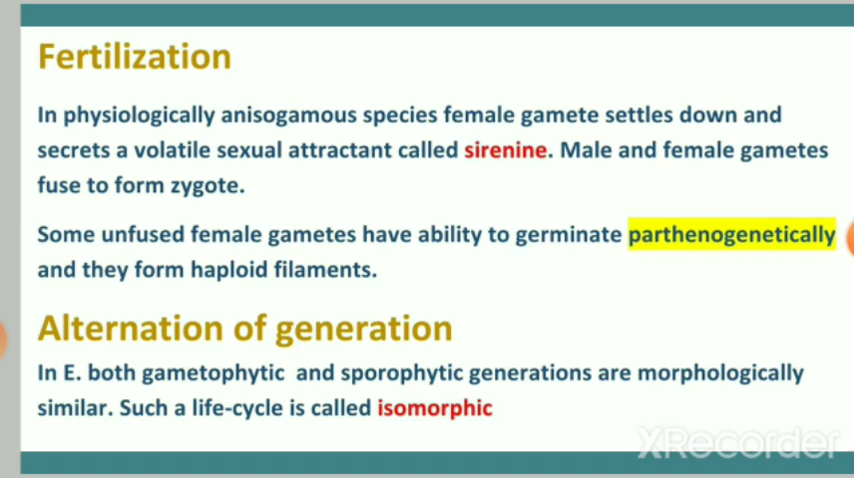 Fertilization
In physiologically anisogamous species female gamete settles down and
secrets a volatile sexual attractant called sirenine. Male and female gametes
fuse to form zygote.
Some unfused female gametes have ability to germinate parthenogenetically
and they form haploid filaments.
Alternation of generation
In E. both gametophytic and sporophytic generations are morphologically
similar. Such a life-cycle is called isomorphic
XRecorder